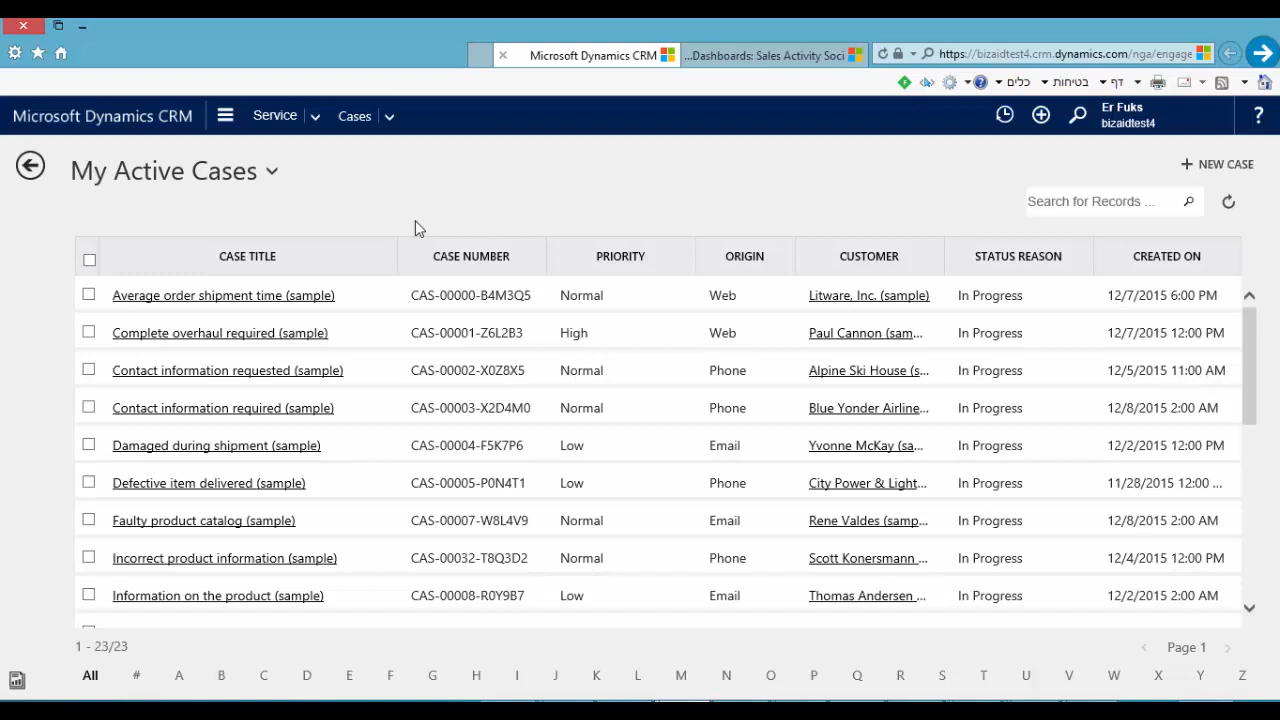 Microsoft Dynamics CRM
...Dashboards: Sales Activity Soci
https://bizaidtest4.crm.dynamics.com/nga/engage
כלים
בטיחות
דף
Microsoft Dynamics CRM
Service
Cases
Er Fuks
bizaidtest4
?
My Active Cases
+ NEW CASE
Search for Records ...
CASE TITLE CASE NUMBER PRIORITY ORIGIN CUSTOMER STATUS REASON CREATED ON
Average order shipment time (sample) CAS-00000-B4M3Q5 Normal Web Litware, Inc. (sample) In Progress 12/7/2015 6:00 PM
Complete overhaul required (sample) CAS-00001-Z6L2B3 High Web Paul Cannon (sam... In Progress 12/7/2015 12:00 PM
Contact information requested (sample) CAS-00002-X0Z8X5 Normal Phone Alpine Ski House (s... In Progress 12/5/2015 11:00 AM
Contact information required (sample) CAS-00003-X2D4M0 Normal Phone Blue Yonder Airline... In Progress 12/8/2015 2:00 AM
Damaged during shipment (sample) CAS-00004-F5K7P6 Low Email Yvonne McKay (sa... In Progress 12/2/2015 12:00 PM
Defective item delivered (sample) CAS-00005-P0N4T1 Low Phone City Power & Light... In Progress 11/28/2015 12:00 ...
Faulty product catalog (sample) CAS-00007-W8L4V9 Normal Email Rene Valdes (samp... In Progress 12/8/2015 2:00 AM
Incorrect product information (sample) CAS-00032-T8Q3D2 Normal Phone Scott Konersmann ... In Progress 12/4/2015 12:00 PM
Information on the product (sample) CAS-00008-R0Y9B7 Low Email Thomas Andersen ... In Progress 12/2/2015 2:00 AM
1 - 23/23
Page 1
All # A B C D E F G H I J K L M N O P Q R S T U V W X Y Z